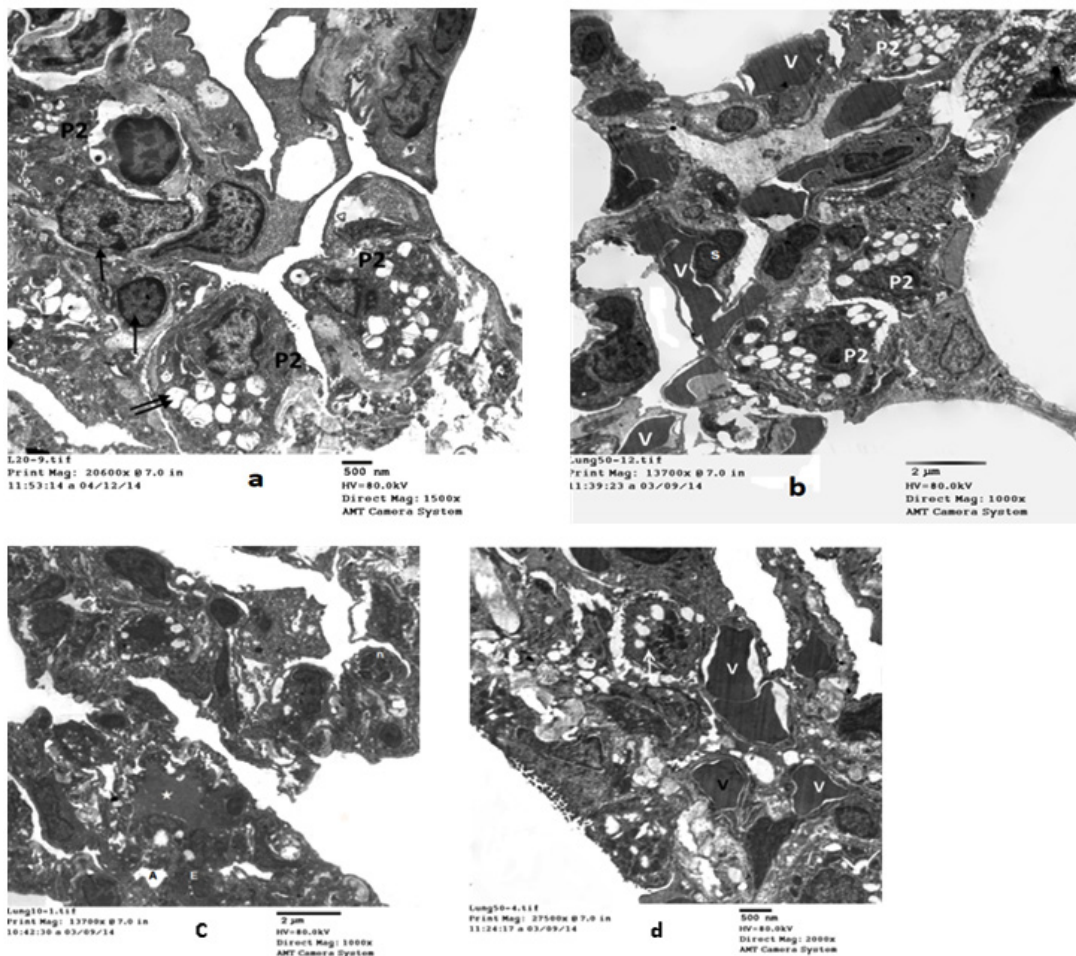 P2
P2
P2
L20-9.tif
Print Mag: 20600x @ 7.0 in
11:53:14 a 04/12/14
a
500 nm
HV=80.0kV
Direct Mag: 1500x
AMT Camera System
P2
V
V
S
P2
P2
V
Lung50-12.tif
Print Mag: 13700x @ 7.0 in
11:39:23 a 03/09/14
b
2 µm
HV=80.0kV
Direct Mag: 1000x
AMT Camera System
n
*
A
E
Lung10-1.tif
Print Mag: 13700x @ 7.0 in
10:42:30 a 03/09/14
c
2 µm
HV=80.0kV
Direct Mag: 1000x
AMT Camera System
V
V
V
Lung50-4.tif
Print Mag: 27500x @ 7.0 in
11:24:17 a 03/09/14
d
500 nm
HV=80.0kV
Direct Mag: 2000x
AMT Camera System